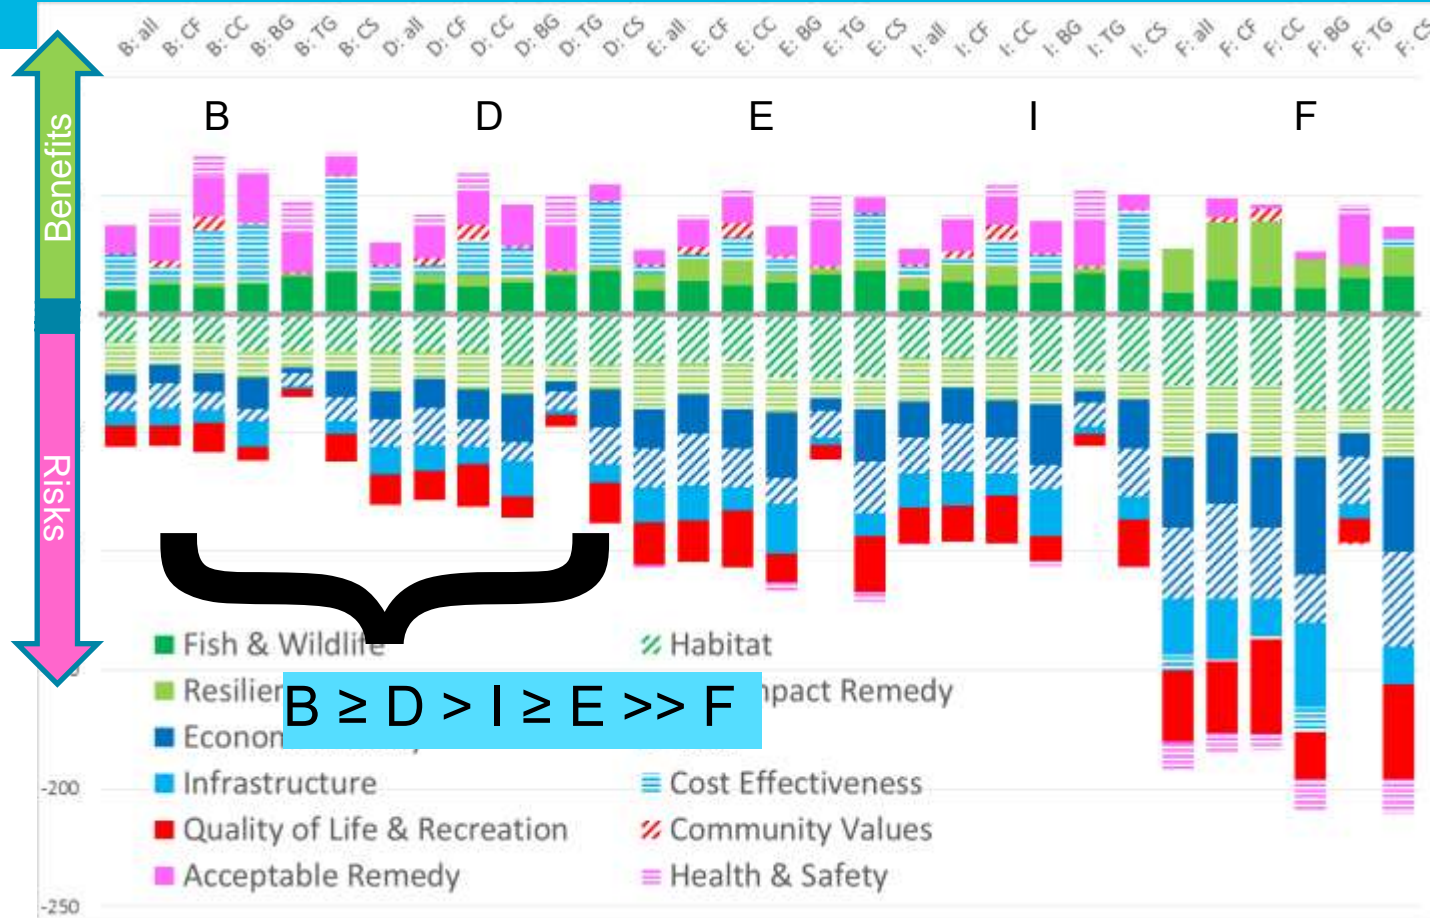 B: all B: CF B: CC B: BG B: TG B: CS D: all D: CF D: CC D: BG D: TG D: CS E: all E: CF E: CC E: BG E: TG E: CS I: all I: CF I: CC I: BG I: TG I: CS F: all F: CF F: CC F: BG F: TG F: CS
B D E I F
Benefits
Risks
Fish & Wildlife Habitat
Remedy
B ≥ D > I ≥ E >> F
Infrastructure Cost Effectiveness
-200
Quality of Life & Recreation Community Values
Acceptable Remedy Health & Safety
-250